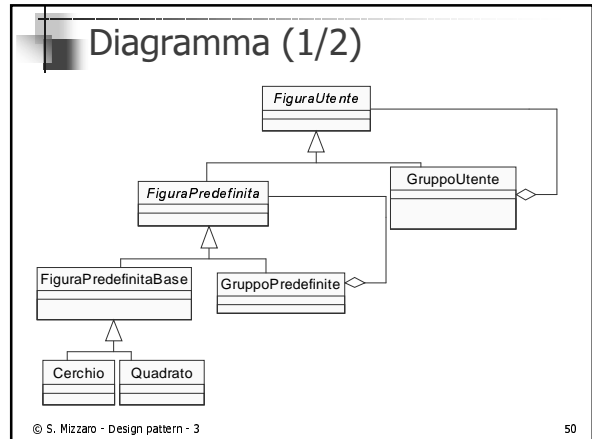 Diagramma (1/2)
FiguraUtente
GruppoUtente
FiguraPredefinita
FiguraPredefinitaBase
GruppoPredefinite
Cerchio
Quadrato
© S. Mizzaro - Design pattern - 3
50